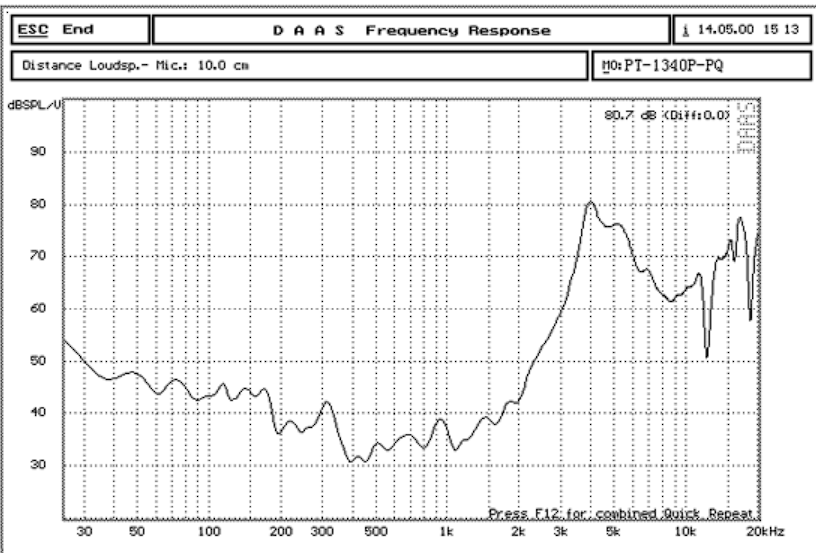 ESC End
D A A S Frequency Response
i 14.05.00 15 13
Distance Loudsp.- Mic.: 10.0 cm
MO:PT-1340P-PQ
dBSPL/V
80.7 dB (Diff:0.0)
DAAS
90
80
70
60
50
40
30
Press F12 for combined Quick Repeat
30 50 100 200 300 500 1k 2k 3k 5k 10k 20kHz